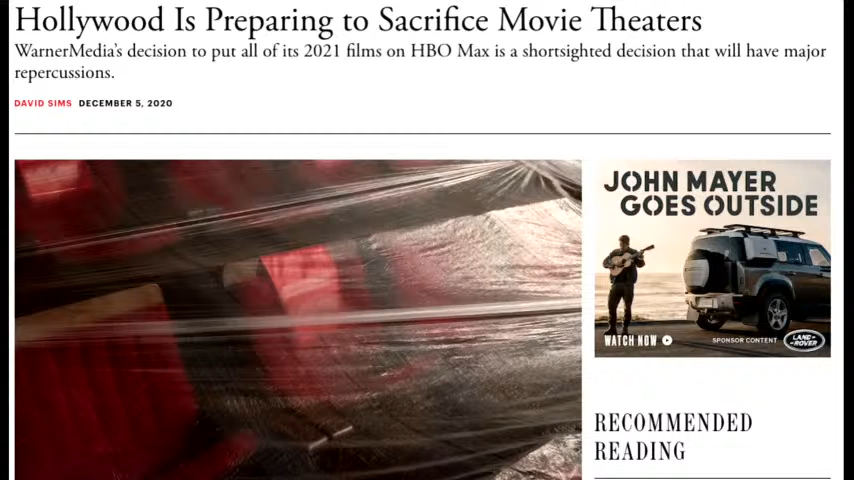 Hollywood Is Preparing to Sacrifice Movie Theaters
WarnerMedia's decision to put all of its 2021 films on HBO Max is a shortsighted decision that will have major
repercussions.
DAVID SIMS DECEMBER 5, 2020
JOHN MAYER
GOES OUTSIDE
WATCH NOW
SPONSOR CONTENT
LAND-
-ROVER
RECOMMENDED
READING